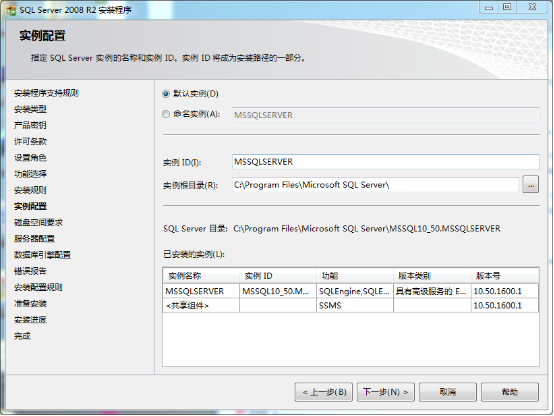 SQL Server 2008 R2 安装程序
实例配置
指定 SQL Server 实例的名称和实例 ID。实例 ID 将成为安装路径的一部分。
安装程序支持规则
安装类型
产品密钥
许可条款
设置角色
功能选择
安装规则
实例配置
磁盘空间要求
服务器配置
数据库引擎配置
错误报告
安装配置规则
准备安装
安装进度
完成
默认实例(D)
命名实例(A): MSSQLSERVER
实例 ID(I): MSSQLSERVER
实例根目录(R): C:\Program Files\Microsoft SQL Server\ ...
SQL Server 目录: C:\Program Files\Microsoft SQL Server\MSSQL10_50.MSSQLSERVER
已安装的实例(L):
实例名称 实例 ID 功能 版本类别 版本号
MSSQLSERVER MSSQL10_50.M... SQLEngine,SQLE... 具有高级服务的 E... 10.50.1600.1
<共享组件> SSMS 10.50.1600.1
< 上一步(B) 下一步(N) > 取消 帮助